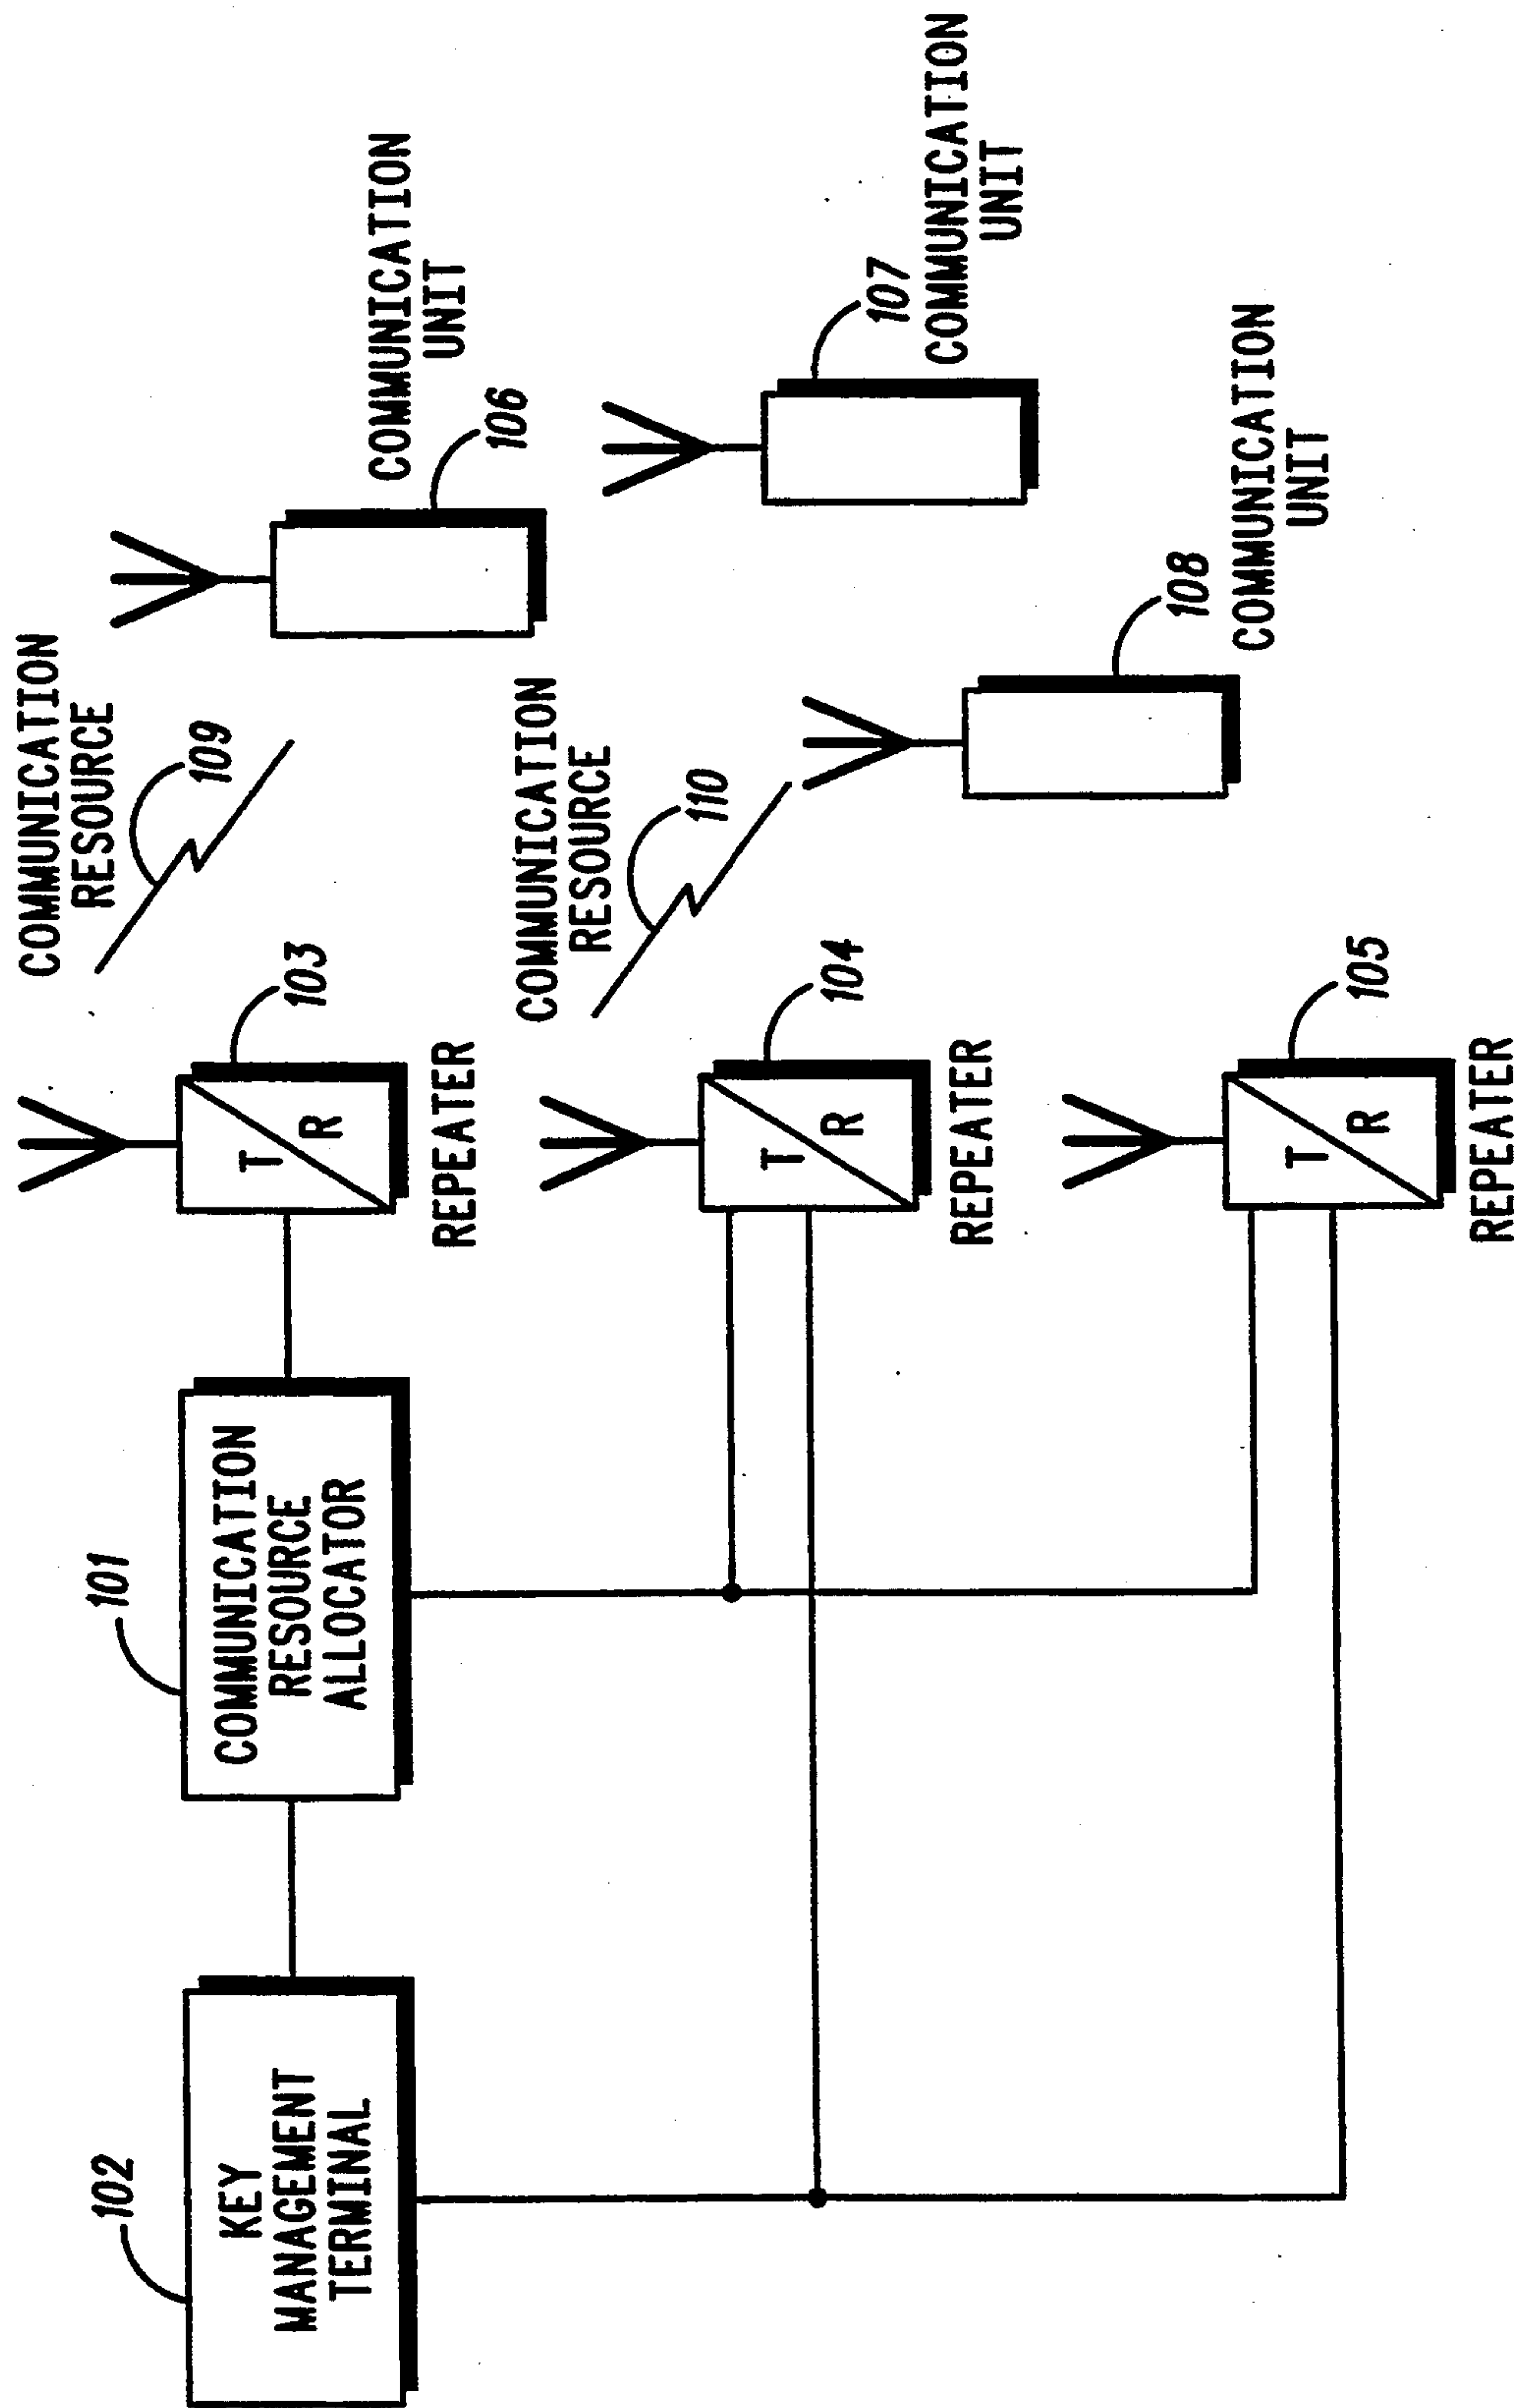 COMMUNICATION
RESOURCE
109
COMMUNICATION
UNIT
106
COMMUNICATION
RESOURCE
110
107
COMMUNICATION
UNIT
108
COMMUNICATION
UNIT
102
KEY
MANAGEMENT
TERMINAL
101
COMMUNICATION
RESOURCE
ALLOCATOR
T
R
103
REPEATER
T
R
104
REPEATER
T
R
105
REPEATER